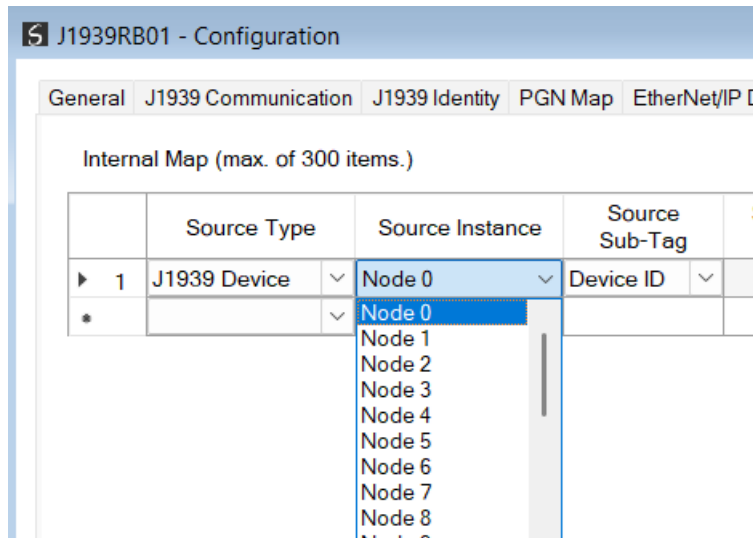 J1939RB01 - Configuration
General J1939 Communication J1939 Identity PGN Map EtherNet/IP
Internal Map (max. of 300 items.)
Source Type Source Instance Source Sub-Tag
1 J1939 Device Node 0 Device ID
Node 0
Node 1
Node 2
Node 3
Node 4
Node 5
Node 6
Node 7
Node 8